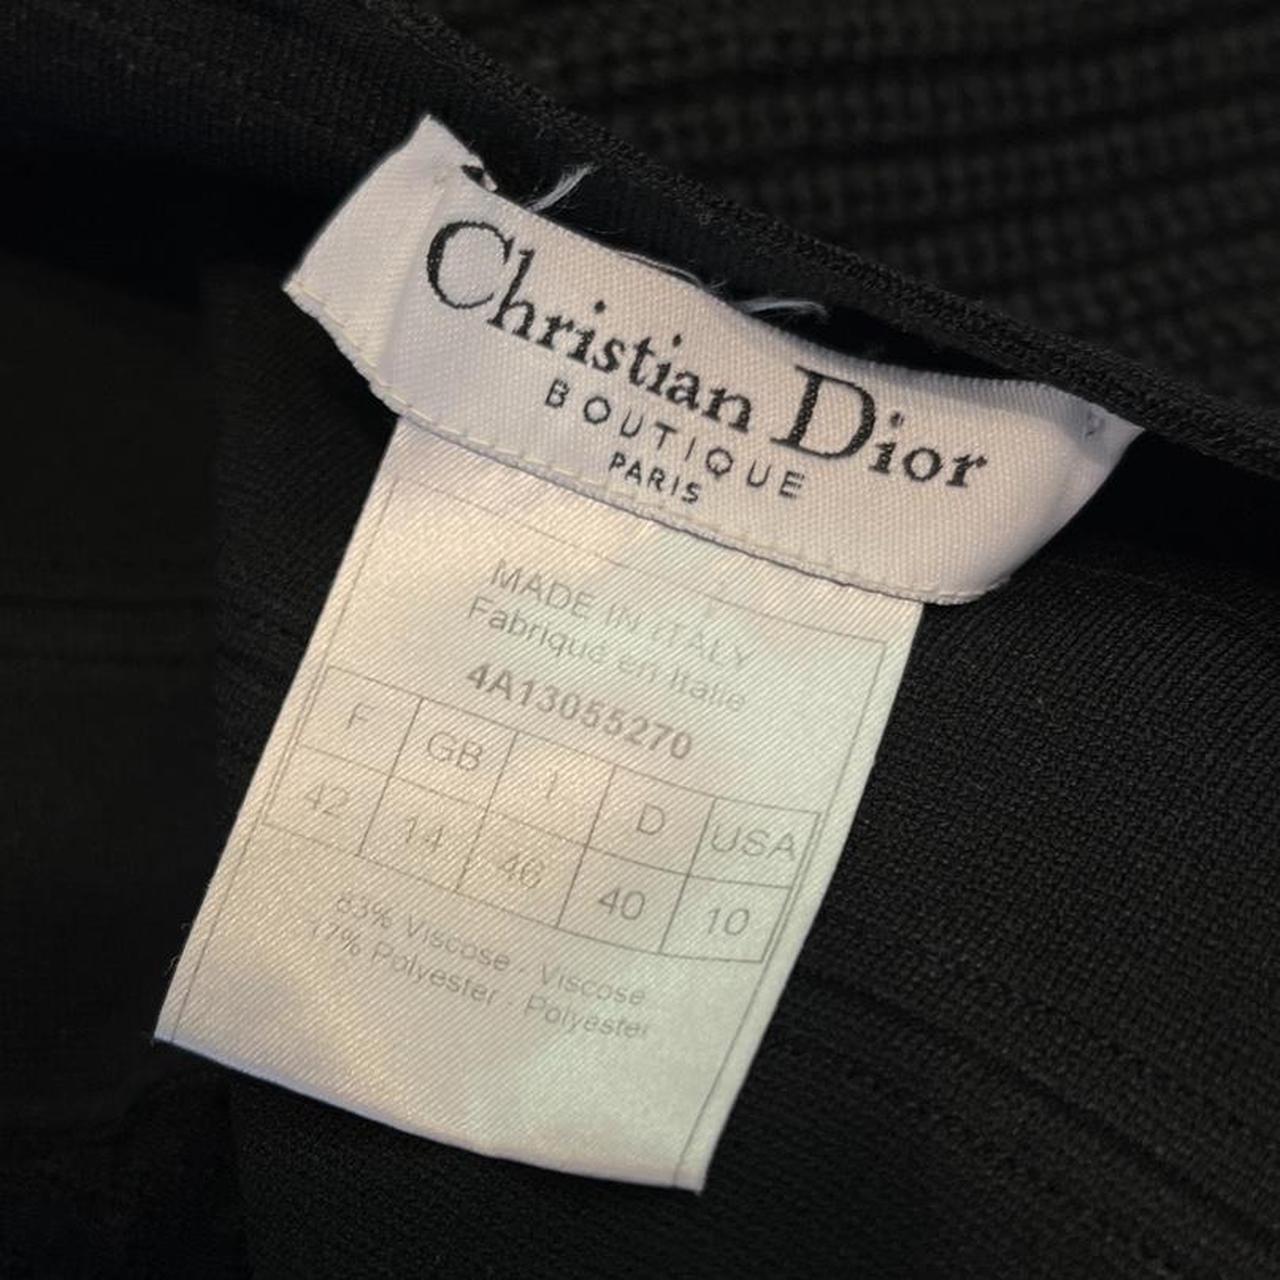 Christian Dior
BOUTIQUE
PARIS
MADE IN ITALY
Fabriqué en Italie
4A13055270
F GB I D USA
42 14 46 40 10
83% Viscose - Viscose
17% Polyester - Polyester